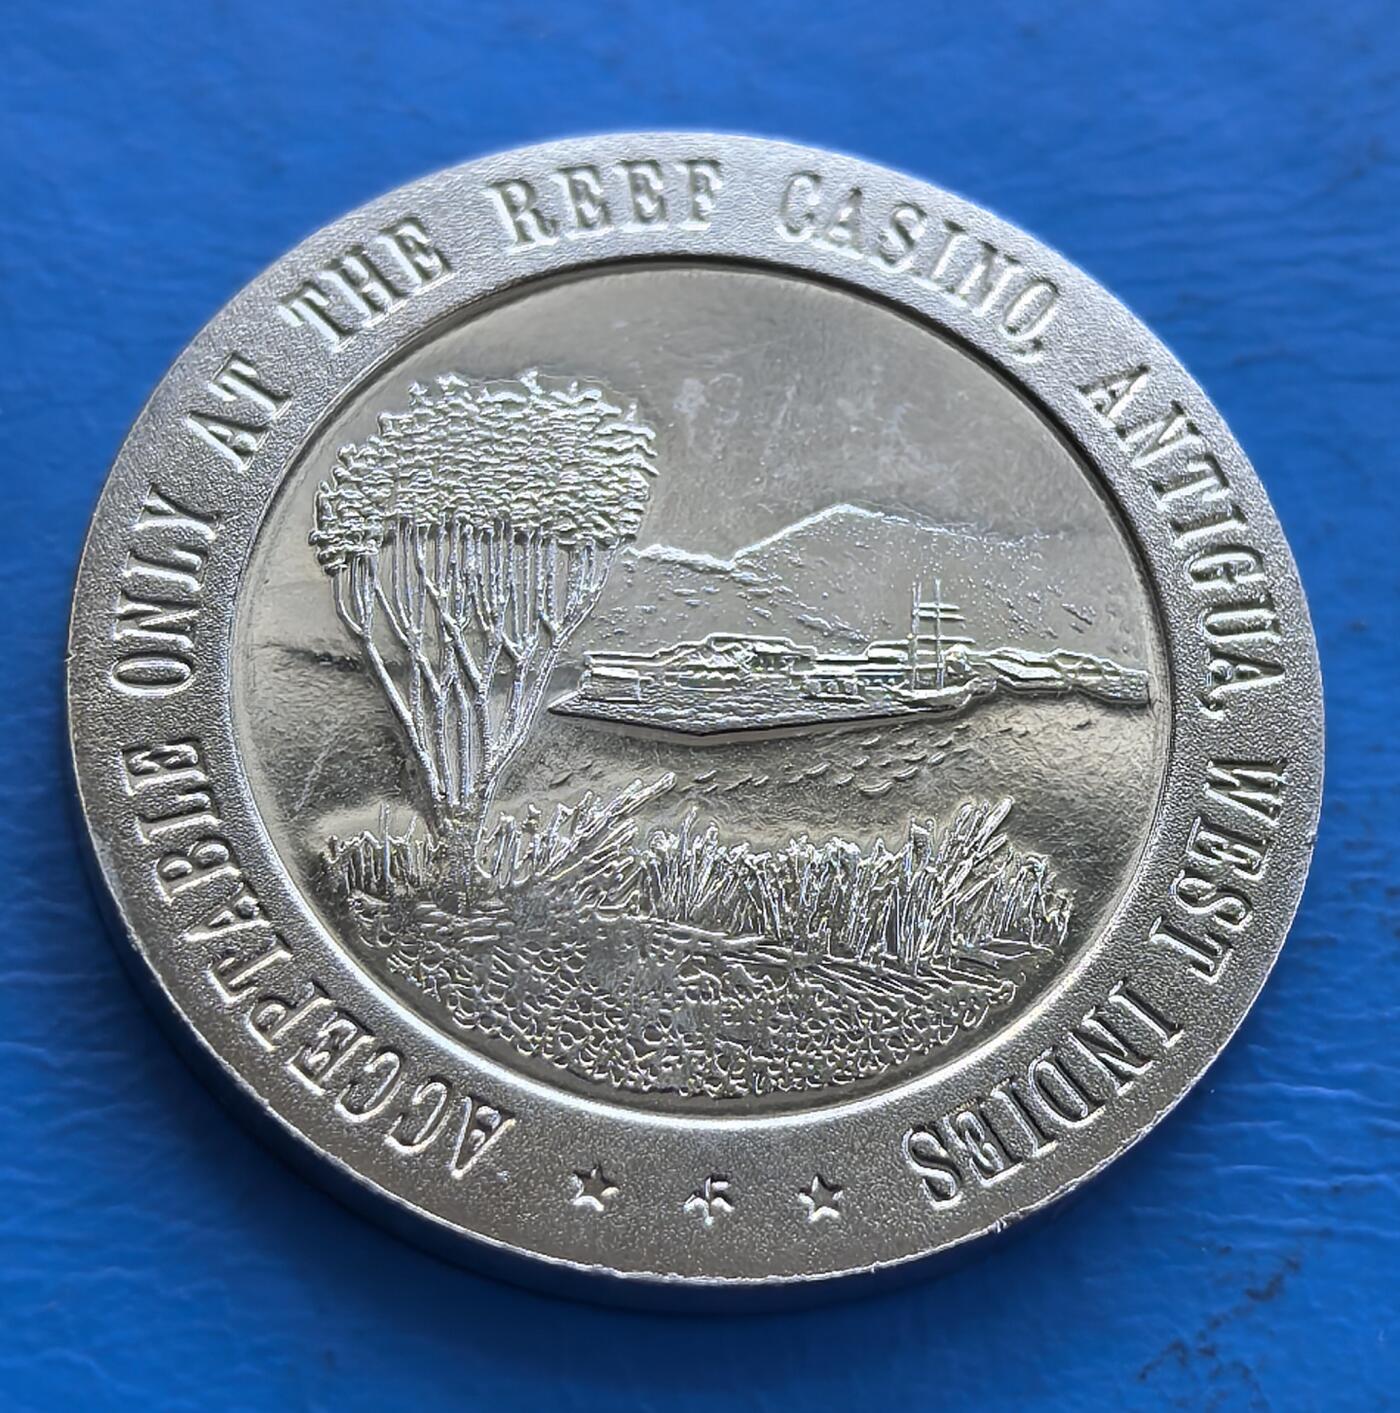 ACCEPTABLE ONLY AT THE REEF CASINO, ANTIGUA, WEST INDIES